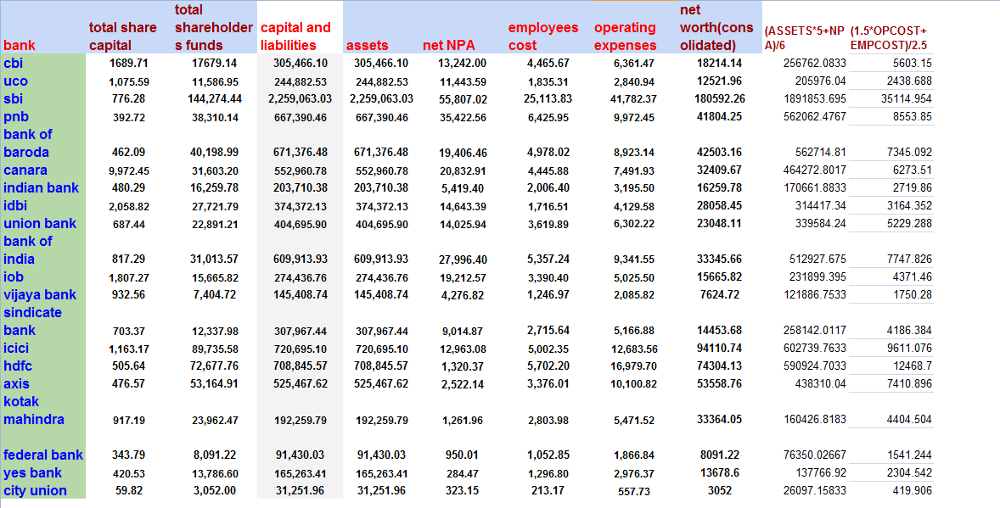 bank total share capital total shareholder s funds capital and liabilities assets net NPA employees cost operating expenses net worth(cons olidated) (ASSETS*5+NP A)/6 (1.5*OPCOST+ EMPCOST)/2.5
cbi 1689.71 17679.14 305,466.10 305,466.10 13,242.00 4,465.67 6,361.47 18214.14 256762.0833 5603.15
uco 1,075.59 11,586.95 244,882.53 244,882.53 11,443.59 1,835.31 2,840.94 12521.96 205976.04 2438.688
sbi 776.28 144,274.44 2,259,063.03 2,259,063.03 55,807.02 25,113.83 41,782.37 180592.26 1891853.695 35114.954
pnb 392.72 38,310.14 667,390.46 667,390.46 35,422.56 6,425.95 9,972.45 41804.25 562062.4767 8553.85
bank of
baroda 462.09 40,198.99 671,376.48 671,376.48 19,406.46 4,978.02 8,923.14 42503.16 562714.81 7345.092
canara 9,972.45 31,603.20 552,960.78 552,960.78 20,832.91 4,445.88 7,491.93 32409.67 464272.8017 6273.51
indian bank 480.29 16,259.78 203,710.38 203,710.38 5,419.40 2,006.40 3,195.50 16259.78 170661.8833 2719.86
idbi 2,058.82 27,721.79 374,372.13 374,372.13 14,643.39 1,716.51 4,129.58 28058.45 314417.34 3164.352
union bank 687.44 22,891.21 404,695.90 404,695.90 14,025.94 3,619.89 6,302.22 23048.11 339584.24 5229.288
bank of
india 817.29 31,013.57 609,913.93 609,913.93 27,996.40 5,357.24 9,341.55 33345.66 512927.675 7747.826
iob 1,807.27 15,665.82 274,436.76 274,436.76 19,212.57 3,390.40 5,025.50 15665.82 231899.395 4371.46
vijaya bank 932.56 7,404.72 145,408.74 145,408.74 4,276.82 1,246.97 2,085.82 7624.72 121886.7533 1750.28
sindicate
bank 703.37 12,337.98 307,967.44 307,967.44 9,014.87 2,715.64 5,166.88 14453.68 258142.0117 4186.384
icici 1,163.17 89,735.58 720,695.10 720,695.10 12,963.08 5,002.35 12,683.56 94110.74 602739.7633 9611.076
hdfc 505.64 72,677.76 708,845.57 708,845.57 1,320.37 5,702.20 16,979.70 74304.13 590924.7033 12468.7
axis 476.57 53,164.91 525,467.62 525,467.62 2,522.14 3,376.01 10,100.82 53558.76 438310.04 7410.896
kotak
mahindra 917.19 23,962.47 192,259.79 192,259.79 1,261.96 2,803.98 5,471.52 33364.05 160426.8183 4404.504
federal bank 343.79 8,091.22 91,430.03 91,430.03 950.01 1,052.85 1,866.84 8091.22 76350.02667 1541.244
yes bank 420.53 13,786.60 165,263.41 165,263.41 284.47 1,296.80 2,976.37 13678.6 137766.92 2304.542
city union 59.82 3,052.00 31,251.96 31,251.96 323.15 213.17 557.73 3052 26097.15833 419.906